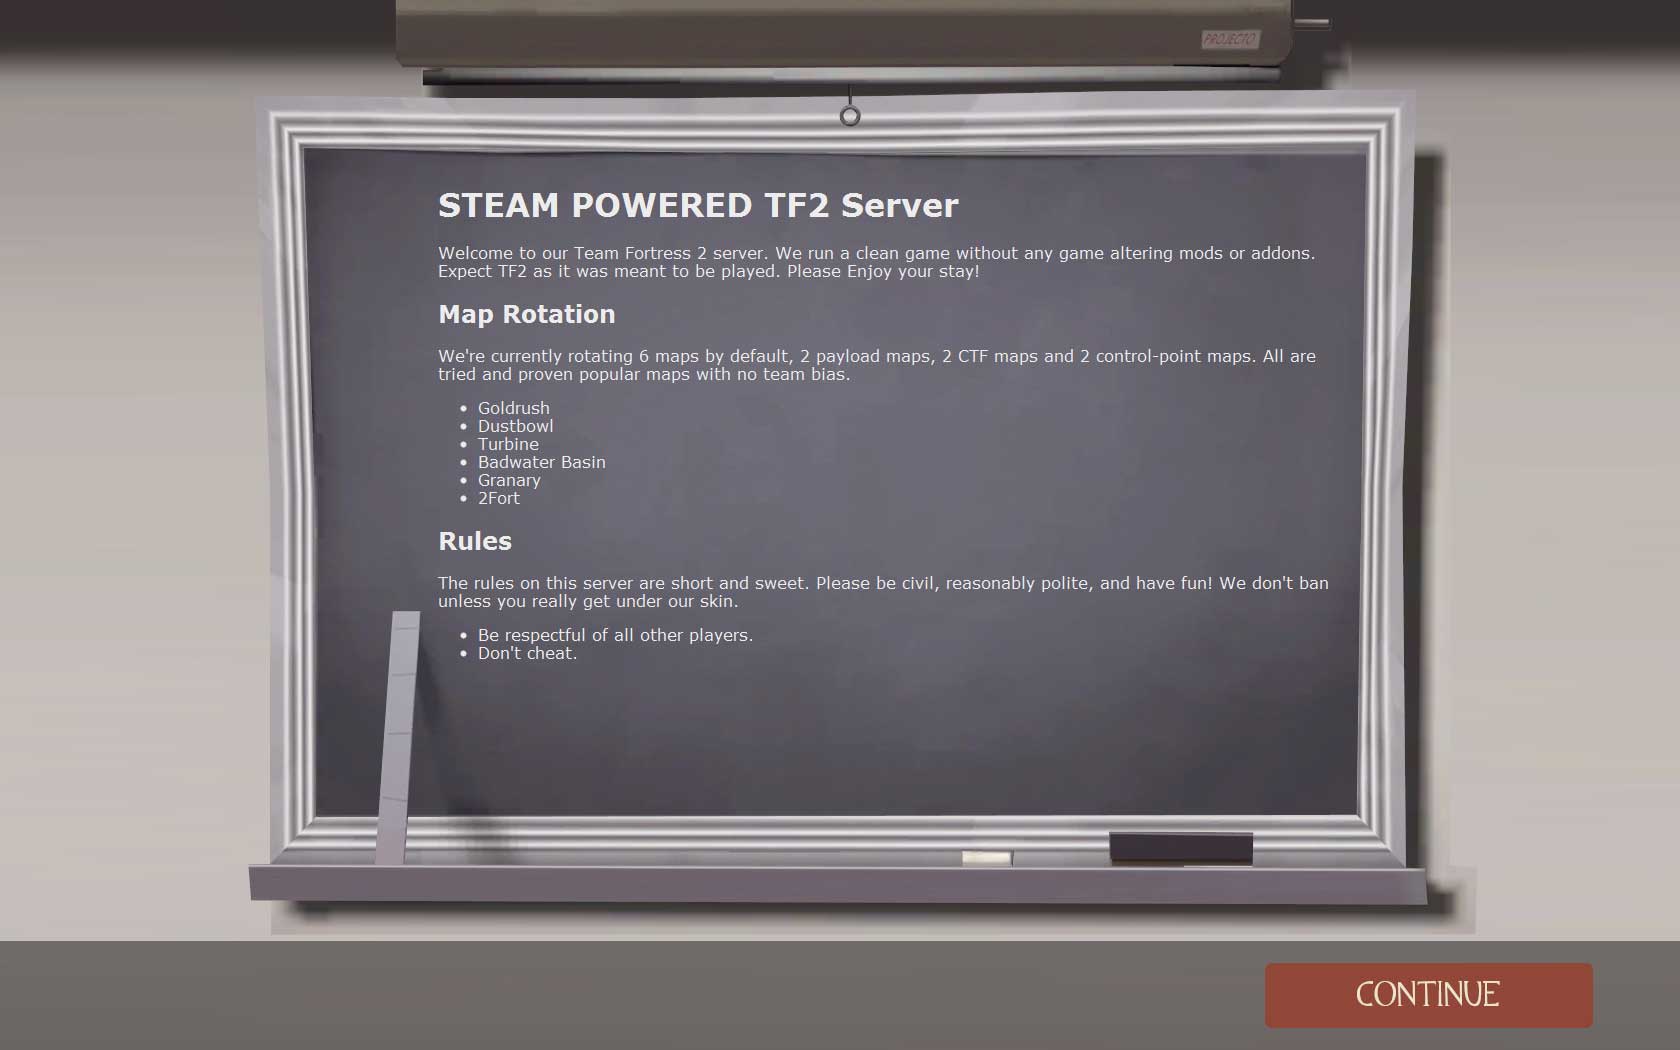 PROJECTO
STEAM POWERED TF2 Server
Welcome to our Team Fortress 2 server. We run a clean game without any game altering mods or addons.
Expect TF2 as it was meant to be played. Please Enjoy your stay!
Map Rotation
We're currently rotating 6 maps by default, 2 payload maps, 2 CTF maps and 2 control-point maps. All are
tried and proven popular maps with no team bias.
• Goldrush
• Dustbowl
• Turbine
• Badwater Basin
• Granary
• 2Fort
Rules
The rules on this server are short and sweet. Please be civil, reasonably polite, and have fun! We don't ban
unless you really get under our skin.
• Be respectful of all other players.
• Don't cheat.
CONTINUE